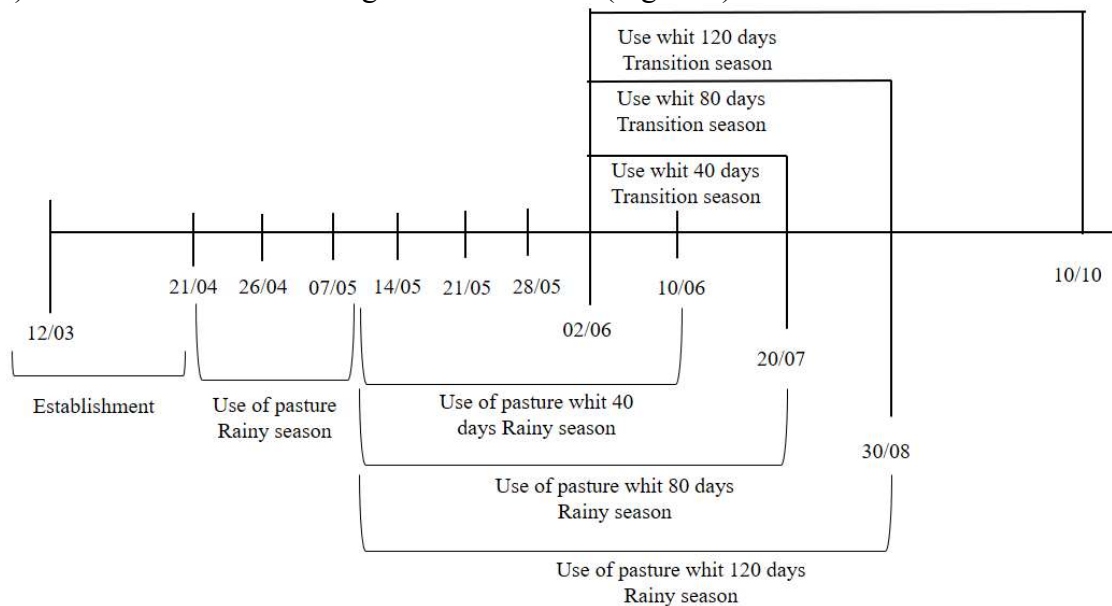 Use whit 120 days
Transition season
Use whit 80 days
Transition season
Use whit 40 days
Transition season
21/04
26/04
07/05
14/05
21/05
28/05
10/06
10/10
12/03
02/06
20/07
Establishment
Use of pasture
Rainy season
Use of pasture whit 40
days Rainy season
30/08
Use of pasture whit 80 days
Rainy season
Use of pasture whit 120 days
Rainy season